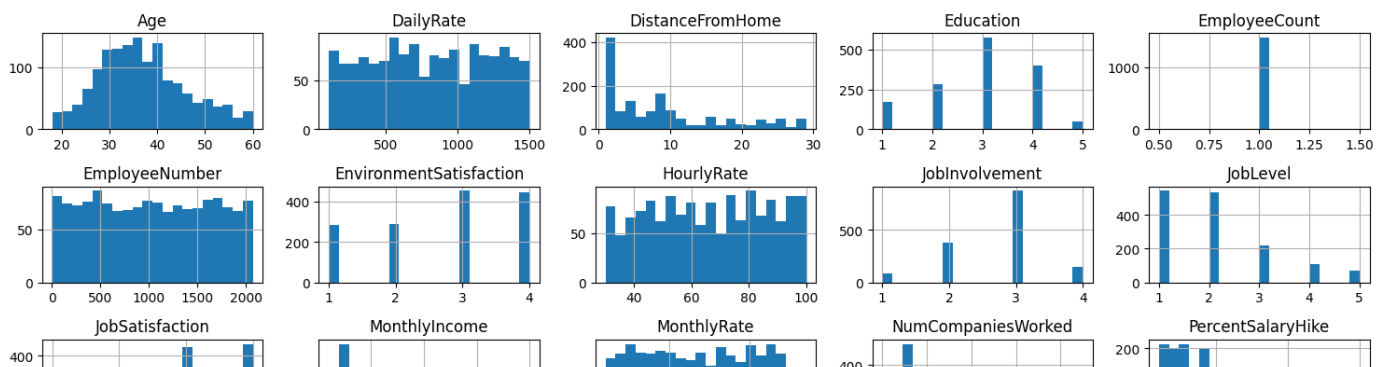 Age DailyRate DistanceFromHome Education EmployeeCount
100
0
20 30 40 50 60
50
0
500 1000 1500
400
200
0
0 10 20 30
500
250
0
1 2 3 4 5
1000
0
0.50 0.75 1.00 1.25 1.50
EmployeeNumber EnvironmentSatisfaction HourlyRate JobInvolvement JobLevel
50
0
0 500 1000 1500 2000
400
200
0
1 2 3 4
50
0
40 60 80 100
500
0
1 2 3 4
400
200
0
1 2 3 4 5
JobSatisfaction MonthlyIncome MonthlyRate NumCompaniesWorked PercentSalaryHike
400
400
200